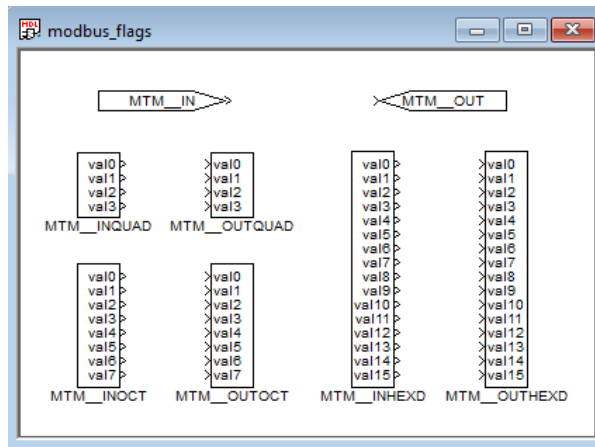 MDL
modbus_flags
MTM__IN
MTM__OUT
val0
val1
val2
val3
MTM__INQUAD
val0
val1
val2
val3
MTM__OUTQUAD
val0
val1
val2
val3
val4
val5
val6
val7
MTM__INOCT
val0
val1
val2
val3
val4
val5
val6
val7
MTM__OUTOCT
val0
val1
val2
val3
val4
val5
val6
val7
val8
val9
val10
val11
val12
val13
val14
val15
MTM__INHEXD
val0
val1
val2
val3
val4
val5
val6
val7
val8
val9
val10
val11
val12
val13
val14
val15
MTM__OUTHEXD